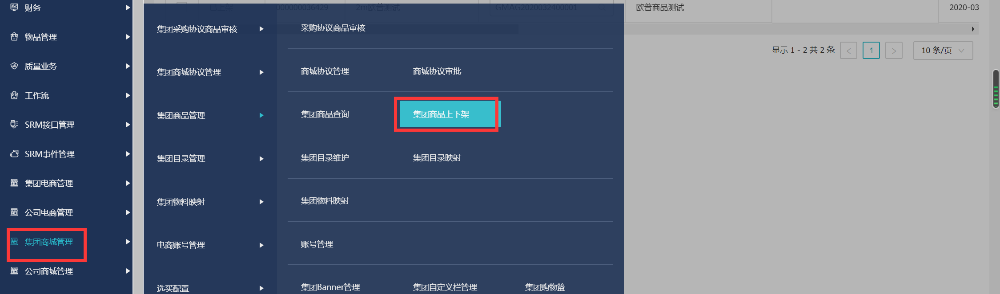 财务
物品管理
质量业务
工作流
SRM接口管理
SRM事件管理
集团电商管理
公司电商管理
集团商城管理
公司商城管理
集团采购协议商品审核
采购协议商品审核
集团商城协议管理
商城协议管理
商城协议审批
集团商品管理
集团商品查询
集团商品上下架
集团目录管理
集团目录维护
集团目录映射
集团物料映射
集团物料映射
电商账号管理
账号管理
选买配置
集团Banner管理
集团自定义栏管理
集团购物篮
已上架
000000036429
2m欧普测试
GMAG2020032400001
欧普商品测试
2020-03
显示 1 - 2 共 2 条
<
1
>
10 条/页